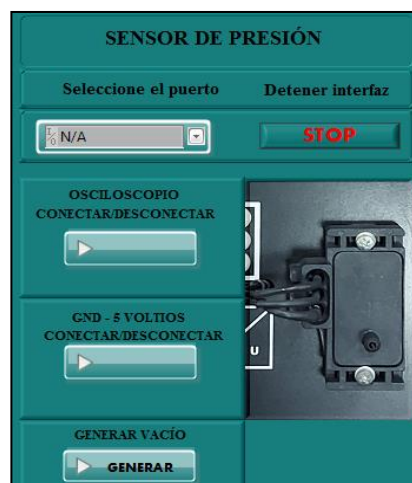 SENSOR DE PRESIÓN
Seleccione el puerto
Detener interfaz
I/O N/A
STOP
OSCILOSCOPIO
CONECTAR/DESCONECTAR
GND - 5 VOLTIOS
CONECTAR/DESCONECTAR
U
GENERAR VACÍO
GENERAR